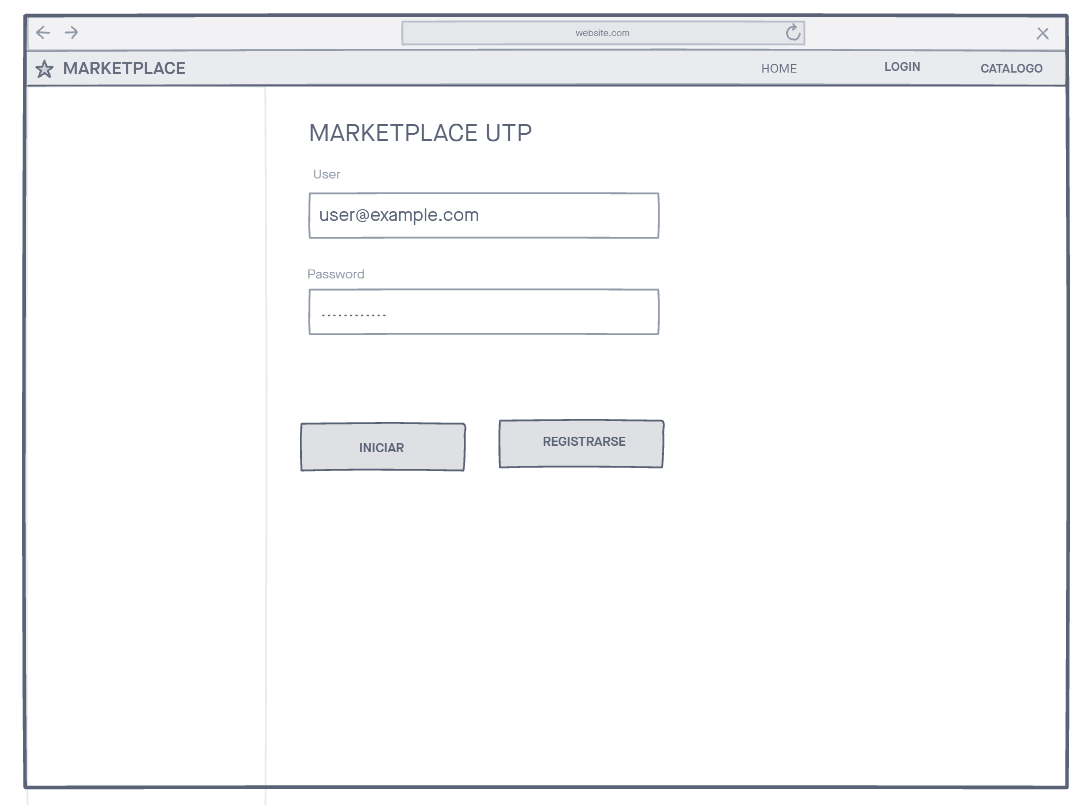 website.com
MARKETPLACE HOME LOGIN CATALOGO
MARKETPLACE UTP
User
user@example.com
Password
............
INICIAR REGISTRARSE